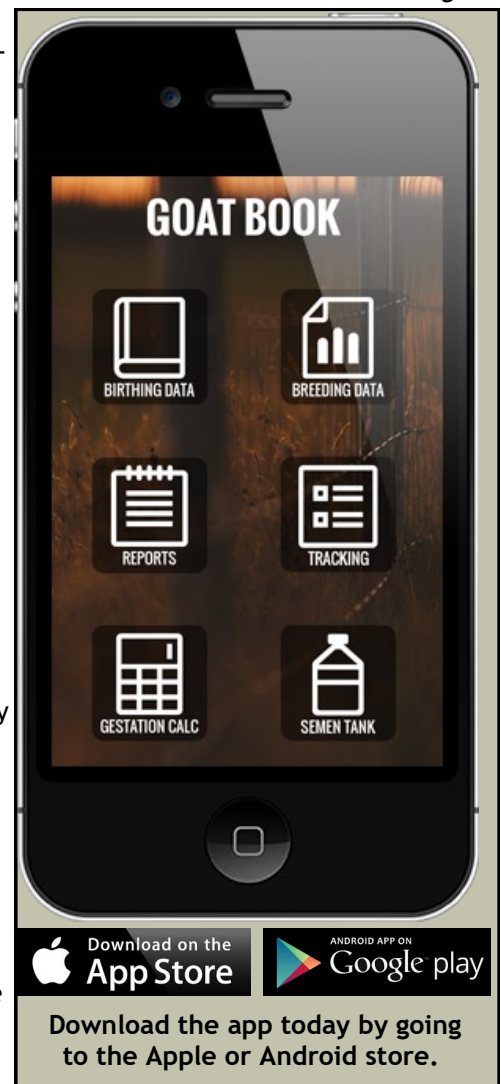 GOAT BOOK
BIRTHING DATA
BREEDING DATA
REPORTS
TRACKING
GESTATION CALC
SEMEN TANK
Download on the
App Store
ANDROID APP ON
Google play
Download the app today by going
to the Apple or Android store.